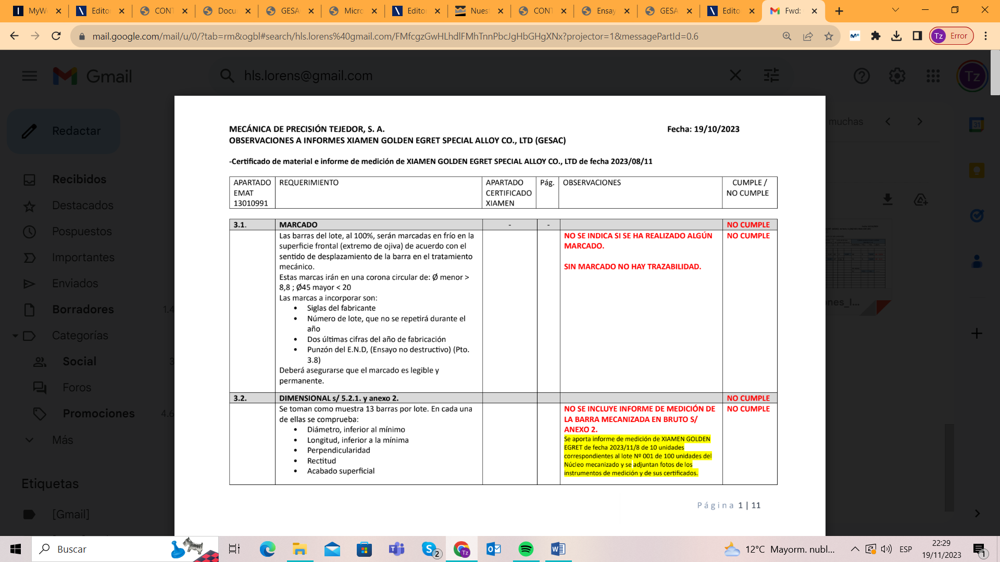 MyW
Edito
CONT
Docu
GESA
Micro
Edito
Nues
CONT
Ensay
GESA
Edito
Fwd:
mail.google.com/mail/u/0/?tab=rm&ogbl#search/hls.lorens%40gmail.com/FMfcgzGwHLhdlFMhTnnPbcJgHbGHgXNx?projector=1&messagePartId=0.6
Tz Error
Gmail
hls.lorens@gmail.com
Tz
Redactar
muchas
Recibidos
Destacados
Pospuestos
Importantes
Enviados
Borradores 1.4
Categorías
Social 3
Foros
Promociones 4.6
Más
Etiquetas
[Gmail]
nes_I...
31
MECÁNICA DE PRECISIÓN TEJEDOR, S. A. Fecha: 19/10/2023
OBSERVACIONES A INFORMES XIAMEN GOLDEN EGRET SPECIAL ALLOY CO., LTD (GESAC)
-Certificado de material e informe de medición de XIAMEN GOLDEN EGRET SPECIAL ALLOY CO., LTD de fecha 2023/08/11
APARTADO REQUERIMIENTO APARTADO Pág. OBSERVACIONES CUMPLE /
EMAT CERTIFICADO NO CUMPLE
13010991 XIAMEN
3.1. MARCADO - - NO CUMPLE
Las barras del lote, al 100%, serán marcadas en frío en la
superficie frontal (extremo de ojiva) de acuerdo con el
sentido de desplazamiento de la barra en el tratamiento
mecánico.
Estas marcas irán en una corona circular de: Ø menor >
8,8 ; Ø45 mayor < 20
Las marcas a incorporar son:
• Siglas del fabricante
• Número de lote, que no se repetirá durante el
año
• Dos últimas cifras del año de fabricación
• Punzón del E.N.D, (Ensayo no destructivo) (Pto.
3.8)
Deberá asegurarse que el marcado es legible y
permanente.
NO SE INDICA SI SE HA REALIZADO ALGÚN
MARCADO.
SIN MARCADO NO HAY TRAZABILIDAD.
NO CUMPLE
3.2. DIMENSIONAL s/ 5.2.1. y anexo 2. NO CUMPLE
Se toman como muestra 13 barras por lote. En cada una
de ellas se comprueba:
• Diámetro, inferior al mínimo
• Longitud, inferior a la mínima
• Perpendicularidad
• Rectitud
• Acabado superficial
NO SE INCLUYE INFORME DE MEDICIÓN DE
LA BARRA MECANIZADA EN BRUTO S/
ANEXO 2.
Se aporta informe de medición de XIAMEN GOLDEN
EGRET de fecha 2023/11/8 de 10 unidades
correspondientes al lote Nº 001 de 100 unidades del
Núcleo mecanizado y se adjuntan fotos de los
instrumentos de medición y de sus certificados.
NO CUMPLE
Página 1 | 11
Buscar
2
Tz
12°C Mayorm. nubl...
ESP
22:29
19/11/2023
1